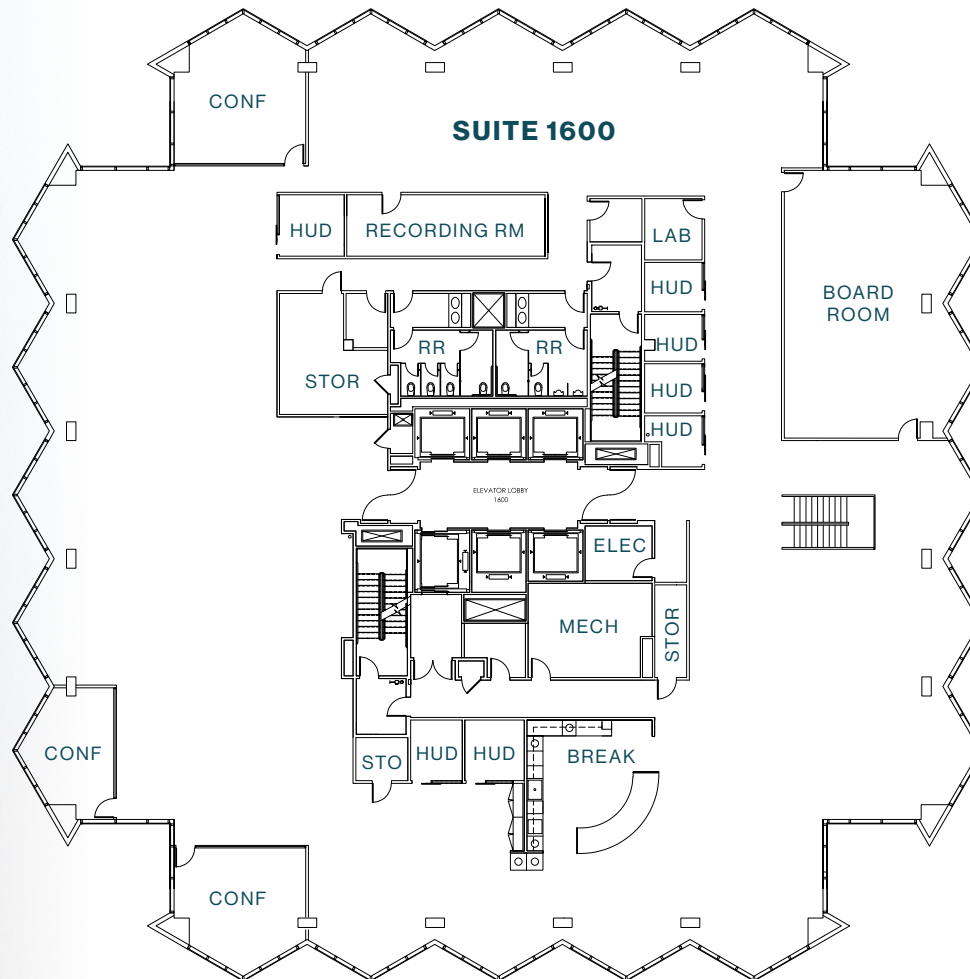 CONF
SUITE 1600
HUD
RECORDING RM
LAB
HUD
BOARD
ROOM
RR
RR
HUD
STOR
HUD
HUD
ELEVATOR LOBBY
1600
ELEC
MECH
STOR
CONF
STO
HUD
HUD
BREAK
CONF